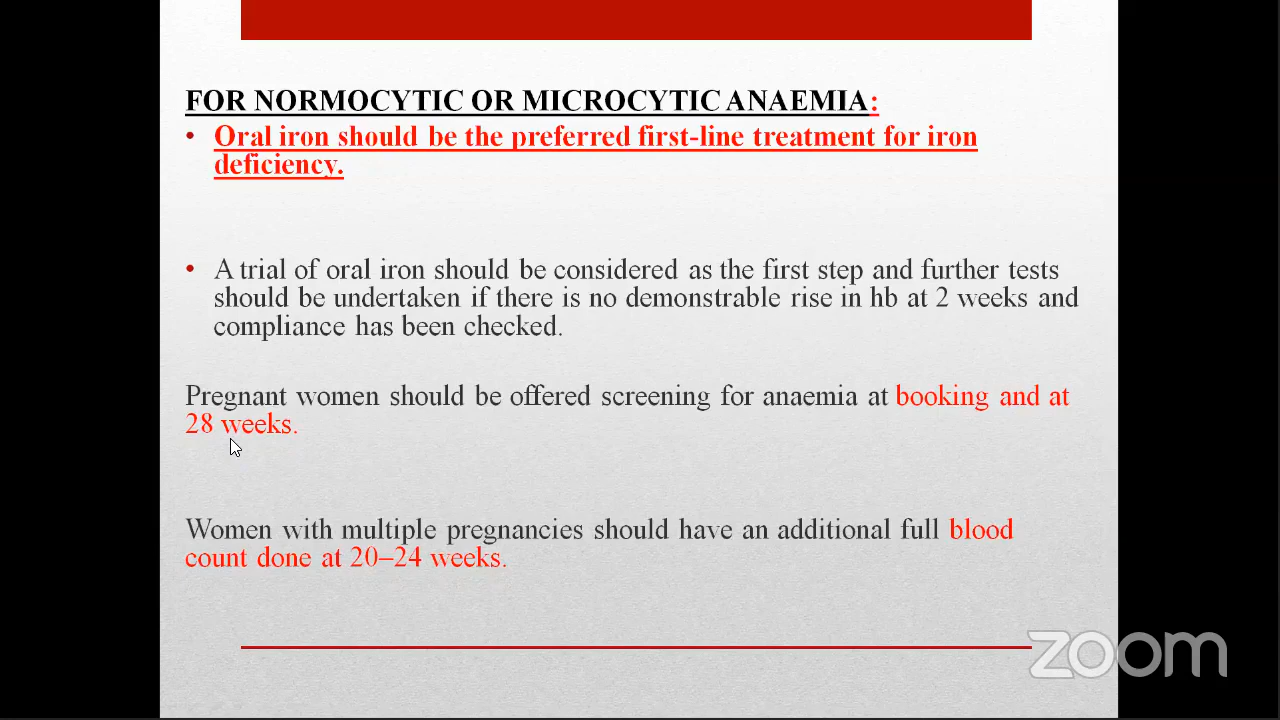 FOR NORMOCYTIC OR MICROCYTIC ANAEMIA:
• Oral iron should be the preferred first-line treatment for iron
deficiency.
• A trial of oral iron should be considered as the first step and further tests
should be undertaken if there is no demonstrable rise in hb at 2 weeks and
compliance has been checked.
Pregnant women should be offered screening for anaemia at booking and at
28 weeks.
Women with multiple pregnancies should have an additional full blood
count done at 20–24 weeks.
zoom